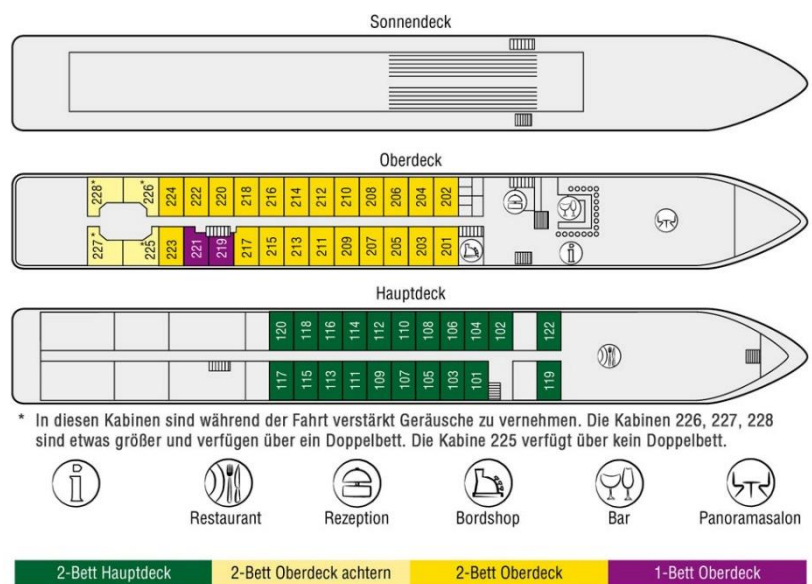 Sonnendeck
Oberdeck
228* 226* 224 222 220 218 216 214 212 210 208 206 204 202
227* 225* 223 221 219 217 215 213 211 209 207 205 203 201
i
Hauptdeck
120 118 116 114 112 110 108 106 104 102 122
117 115 113 111 109 107 105 103 101 119
* In diesen Kabinen sind während der Fahrt verstärkt Geräusche zu vernehmen. Die Kabinen 226, 227, 228
sind etwas größer und verfügen über ein Doppelbett. Die Kabine 225 verfügt über kein Doppelbett.
i
Restaurant Rezeption Bordshop Bar Panoramasalon
2-Bett Hauptdeck 2-Bett Oberdeck achtern 2-Bett Oberdeck 1-Bett Oberdeck